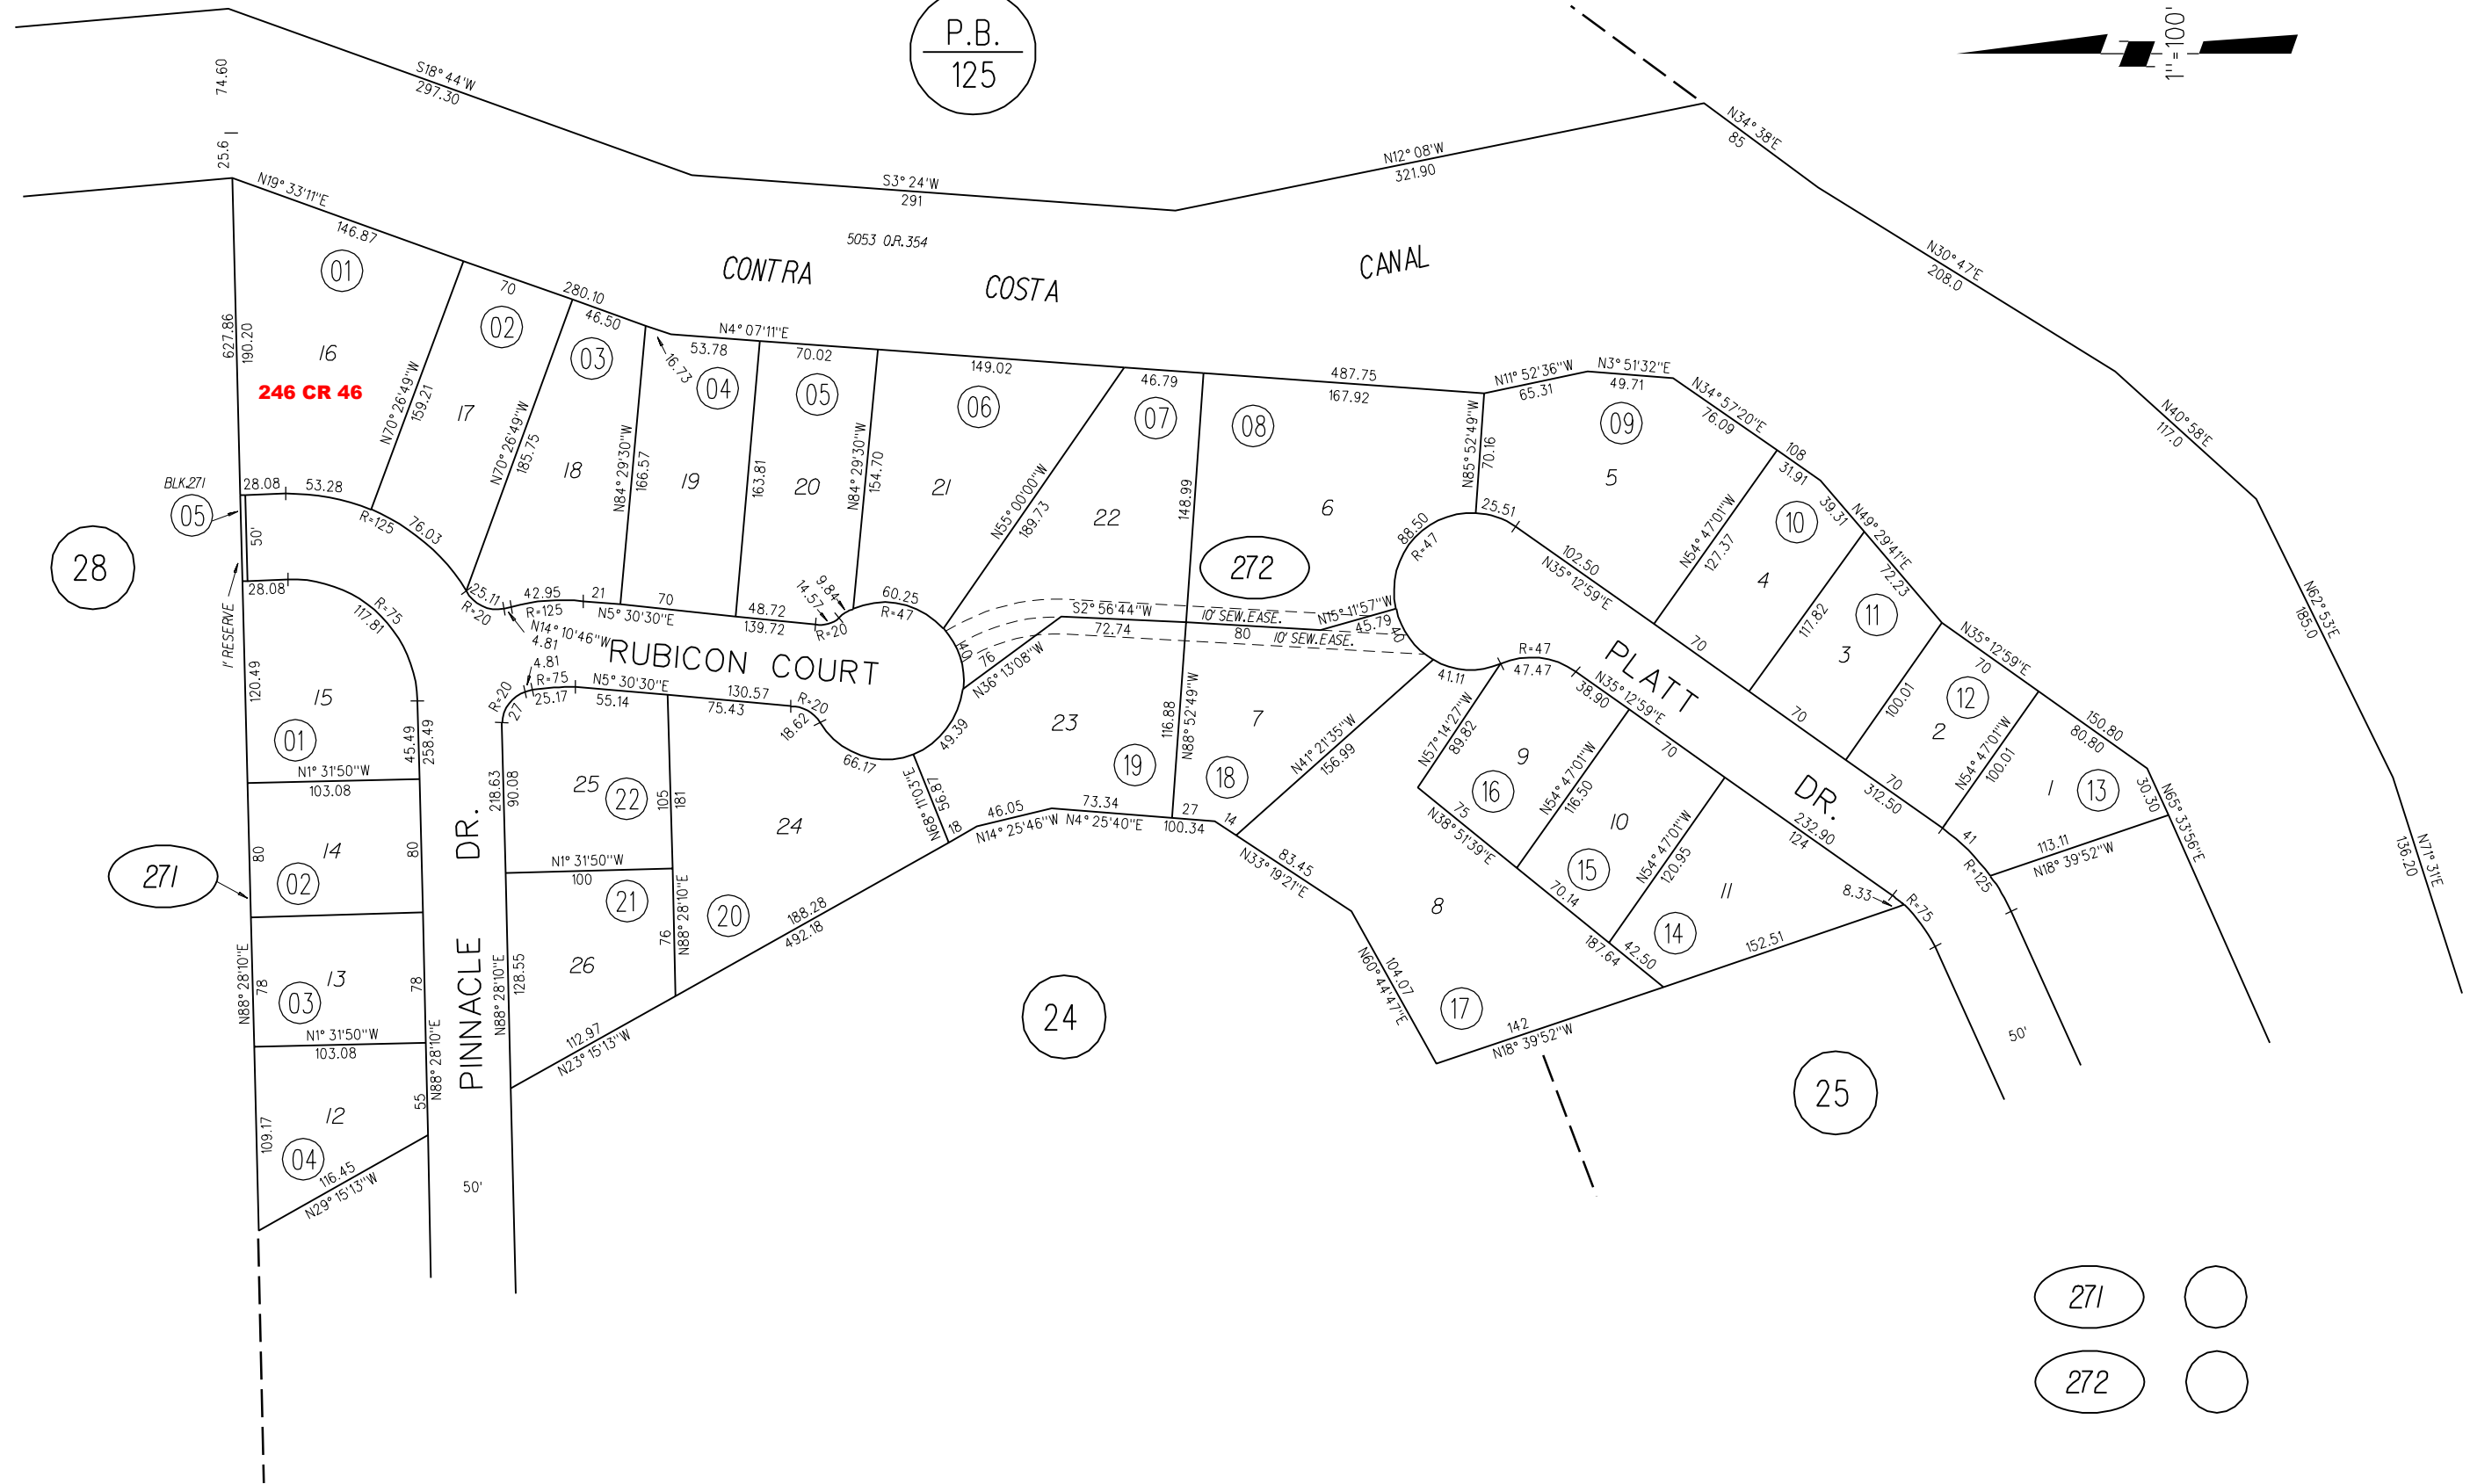 P.B.
125
1"=100'
74.60
25.6
S18°44'W
297.30
S3°24'W
291
N12°08'W
321.90
N34°38'E
85
N30°47'E
208.0
N40°58'E
117.0
N62°53'E
185.0
N71°31'E
136.20
5053 O.R.354
CONTRA COSTA CANAL
N19°33'11"E
146.87
70
280.10
46.50
16.73
N4°07'11"E
53.78
70.02
149.02
46.79
487.75
167.92
N11°52'36"W
65.31
N3°51'32"E
49.71
N34°57'20"E
76.09
108
31.91
39.31
N49°29'41"E
72.23
N35°12'59"E
70
150.80
80.80
30.30
N65°33'56"E
01
02
03
04
05
06
07
08
09
10
11
12
13
627.86
190.20
16
246 CR 46
N70°26'49"W
159.21
17
N70°26'49"W
185.75
18
N84°29'30"W
166.57
19
163.81
20
N84°29'30"W
154.70
21
N55°00'00"W
189.73
22
148.99
6
N85°52'49"W
70.16
5
N54°47'01"W
127.37
4
117.82
3
100.01
2
N54°47'01"W
100.01
1
113.11
N18°39'52"W
BLK.271
05
28
28.08
53.28
R=125
76.03
50'
28.08
1' RESERVE
R=75
117.81
25.11
R=20
42.95
R=125
21
N5°30'30"E
70
48.72
139.72
14.57
9.84
R=20
60.25
R=47
N14°10'46"W
4.81
4.81
RUBICON COURT
40
76
N36°13'08"W
S2°56'44"W
72.74
10' SEW.EASE.
80
10' SEW.EASE.
N15°11'57"W
45.79
40
272
88.50
R=47
25.51
102.50
N35°12'59"E
70
70
70
312.50
41
R=125
PLATT DR.
R=20
27
R=75
25.17
N5°30'30"E
55.14
130.57
75.43
R=20
18.62
66.17
49.39
N68°11'03"E
56.87
18
46.05
N14°25'46"W
73.34
N4°25'40"E
27
100.34
14
116.88
N88°52'49"W
23
19
7
18
N41°21'35"W
156.99
41.11
R=47
47.47
N57°14'27"W
89.82
N35°12'59"E
38.90
70
232.90
124
8.33
R=75
9
16
N54°47'01"W
116.50
10
15
N54°47'01"W
120.95
11
14
75
N38°51'39"E
70.14
187.64
42.50
152.51
8
17
142
N18°39'52"W
83.45
N33°19'21"E
104.07
N60°44'47"E
120.49
15
01
45.49
258.49
N1°31'50"W
103.08
80
14
02
80
271
78
13
03
78
N88°28'10"E
N1°31'50"W
103.08
N88°28'10"E
109.17
12
04
55
116.45
N29°15'13"W
PINNACLE DR.
50'
218.63
90.08
25
22
105
181
24
N1°31'50"W
100
21
26
76
N88°28'10"E
20
128.55
N88°28'10"E
188.28
492.18
112.97
N23°15'13"W
24
25
50'
271
272